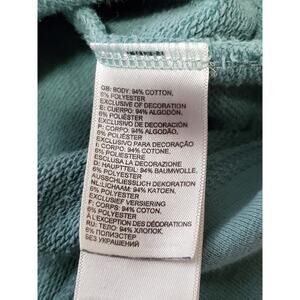 GB: BODY: 94% COTTON,
6% POLYESTER
EXCLUSIVE OF DECORATION
E: CUERPO: 94% ALGODÓN,
6% POLIÉSTER
EXCLUSIVO DE DECORACIÓN
P: CORPO: 94% ALGODÃO,
6% POLIÉSTER
EXCLUSIVO PARA DECORAÇÃO
I: CORPO: 94% COTONE,
6% POLIESTERE
ESCLUSA LA DECORAZIONE
D: HAUPTTEIL: 94% BAUMWOLLE,
6% POLYESTER
AUSSCHLIESSLICH DEKORATION
NL:LICHAAM: 94% KATOEN,
6% POLYESTER
EXCLUSIEF VERSIERING
F: CORPS: 94% COTON,
6% POLYESTER
À L'EXCEPTION DES DÉCORATIONS
RU: ТЕЛО: 94% ХЛОПОК,
6% ПОЛИЭСТЕР
БЕЗ УКРАШЕНИЙ